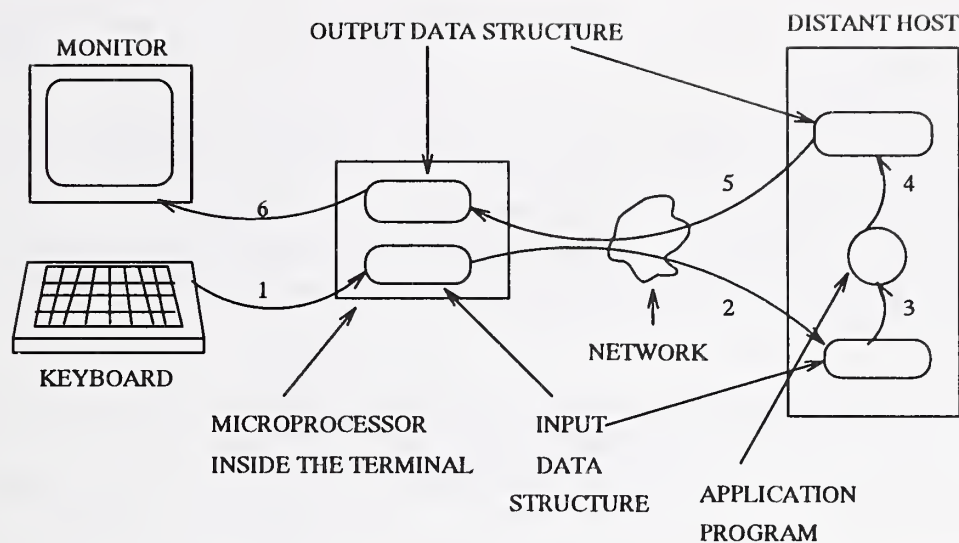 DISTANT HOST
OUTPUT DATA STRUCTURE
MONITOR
5
4
6
1
2
3
NETWORK
KEYBOARD
MICROPROCESSOR
INSIDE THE TERMINAL
INPUT
DATA
STRUCTURE
APPLICATION
PROGRAM